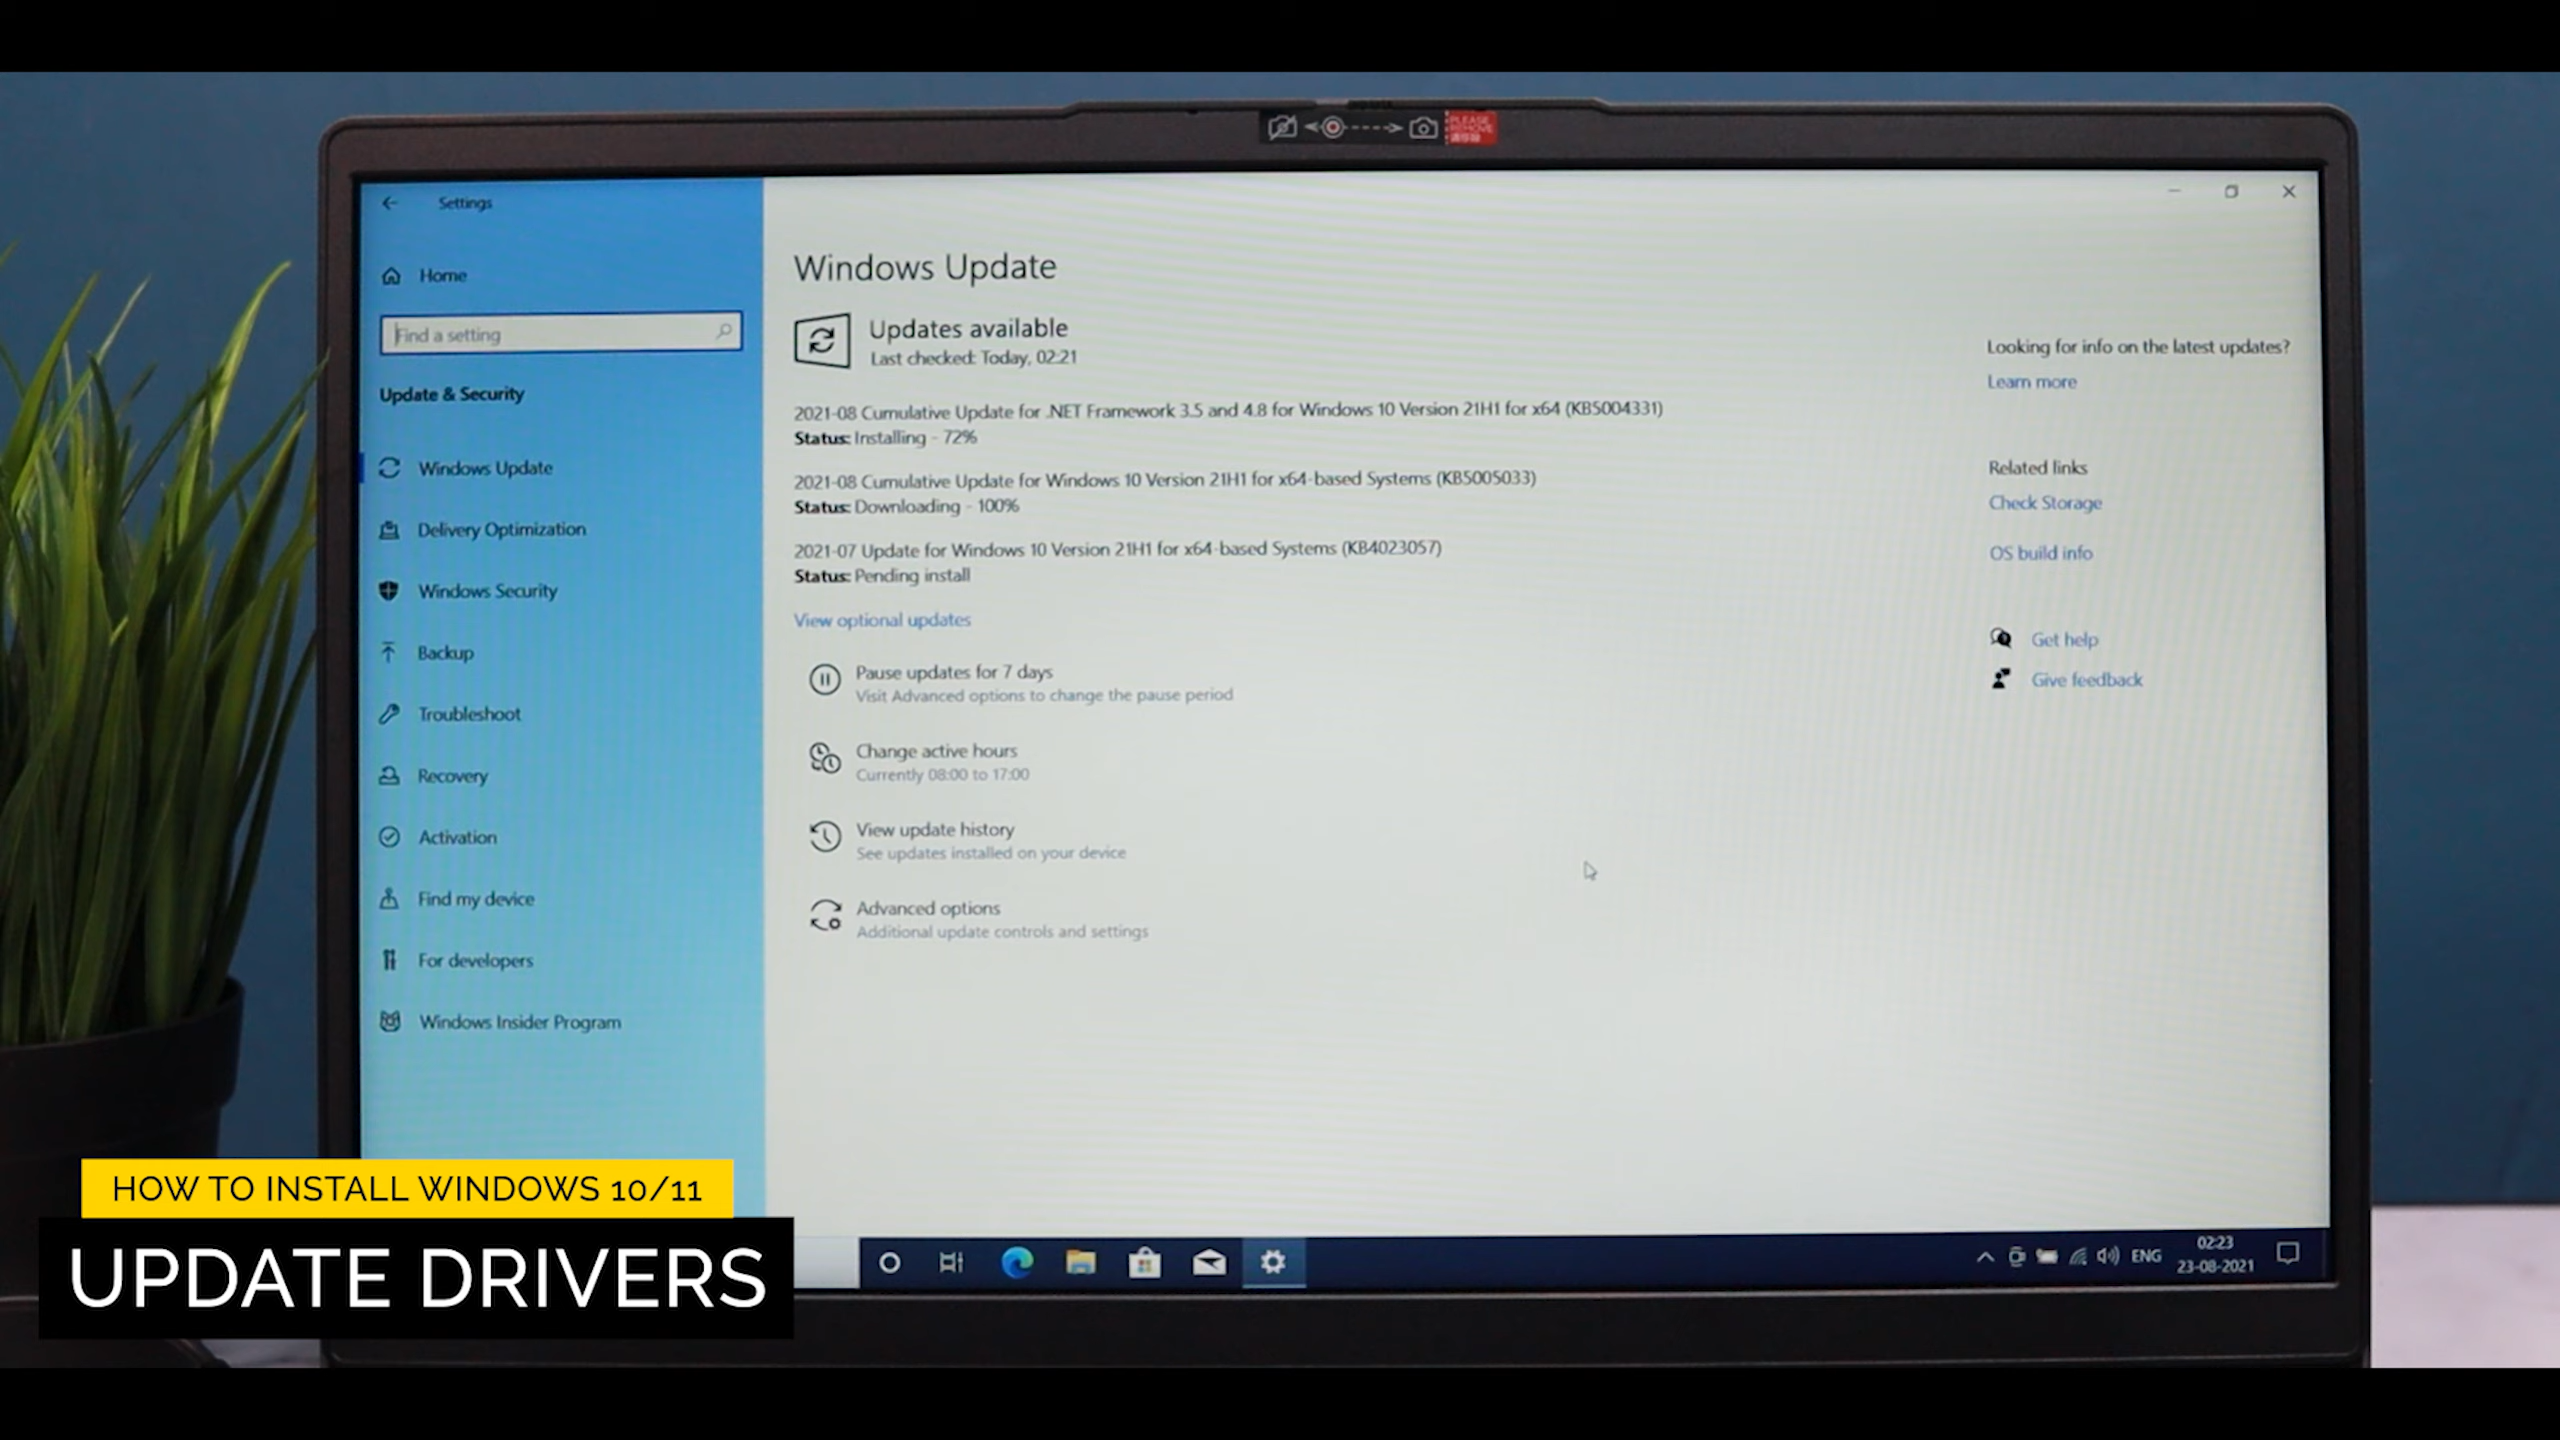 PLEASE
REMOVE
Settings
Home
Find a setting
Update & Security
Windows Update
Delivery Optimization
Windows Security
Backup
Troubleshoot
Recovery
Activation
Find my device
For developers
Windows Insider Program
Windows Update
Updates available
Last checked: Today, 02:21
2021-08 Cumulative Update for .NET Framework 3.5 and 4.8 for Windows 10 Version 21H1 for x64 (KB5004331)
Status: Installing - 72%
2021-08 Cumulative Update for Windows 10 Version 21H1 for x64-based Systems (KB5005033)
Status: Downloading - 100%
2021-07 Update for Windows 10 Version 21H1 for x64-based Systems (KB4023057)
Status: Pending install
View optional updates
Pause updates for 7 days
Visit Advanced options to change the pause period
Change active hours
Currently 08:00 to 17:00
View update history
See updates installed on your device
Advanced options
Additional update controls and settings
Looking for info on the latest updates?
Learn more
Related links
Check Storage
OS build info
Get help
Give feedback
ENG
02:23
23-08-2021
HOW TO INSTALL WINDOWS 10/11
UPDATE DRIVERS